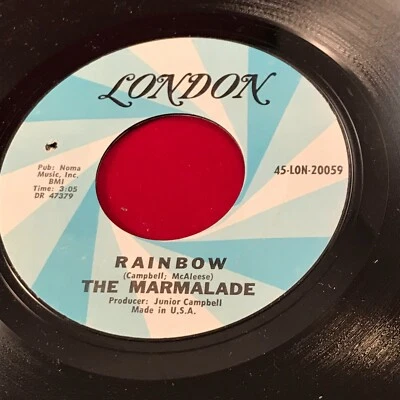 LONDON
Pub: Noma
Music, Inc.
BMI
Time: 3:05
DR 47379
45-LON-20059
RAINBOW
(Campbell; McAleese)
THE MARMALADE
Producer: Junior Campbell
Made in U.S.A.